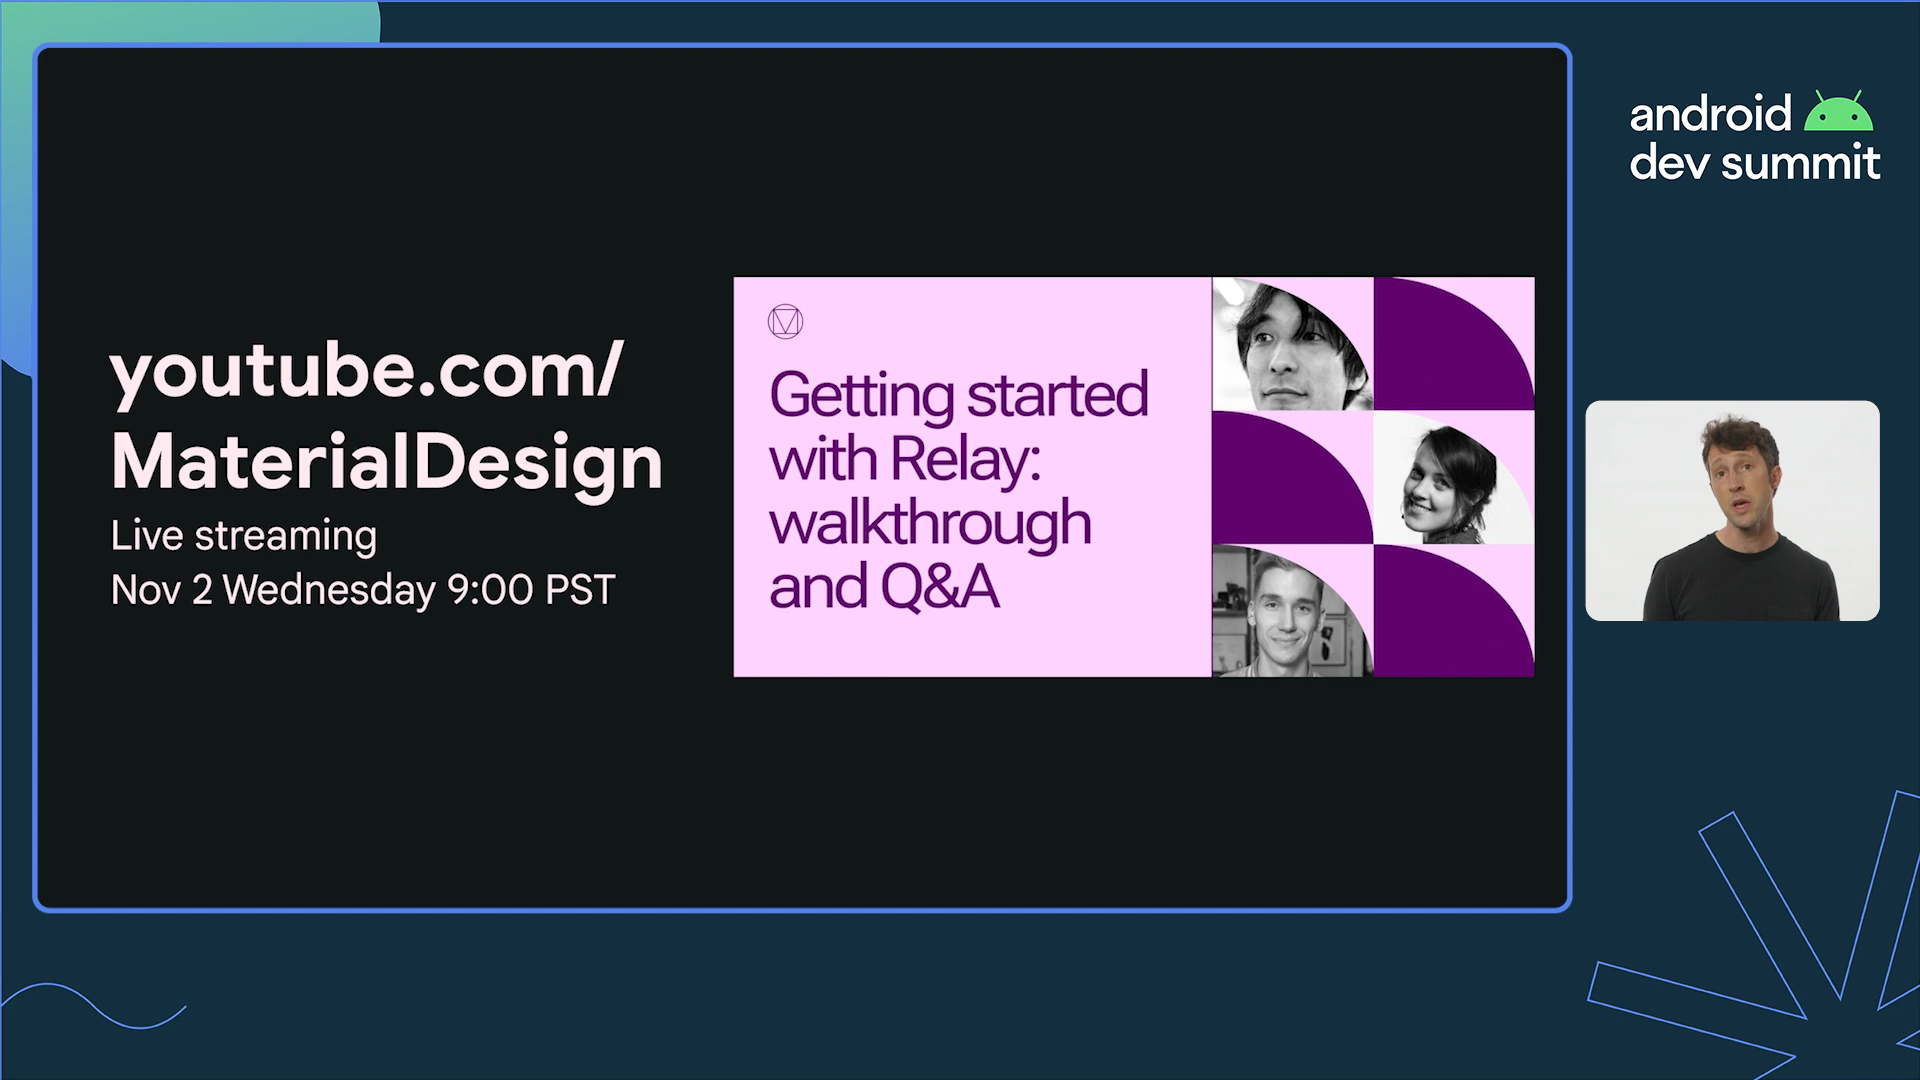 youtube.com/
MaterialDesign
Live streaming
Nov 2 Wednesday 9:00 PST
Getting started
with Relay:
walkthrough
and Q&A
android
dev summit